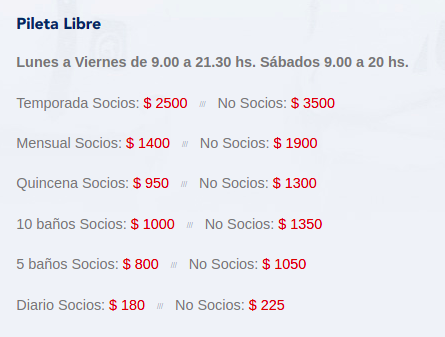 Pileta Libre
Lunes a Viernes de 9.00 a 21.30 hs. Sábados 9.00 a 20 hs.
Temporada Socios: $ 2500 /// No Socios: $ 3500
Mensual Socios: $ 1400 /// No Socios: $ 1900
Quincena Socios: $ 950 /// No Socios: $ 1300
10 baños Socios: $ 1000 /// No Socios: $ 1350
5 baños Socios: $ 800 /// No Socios: $ 1050
Diario Socios: $ 180 /// No Socios: $ 225